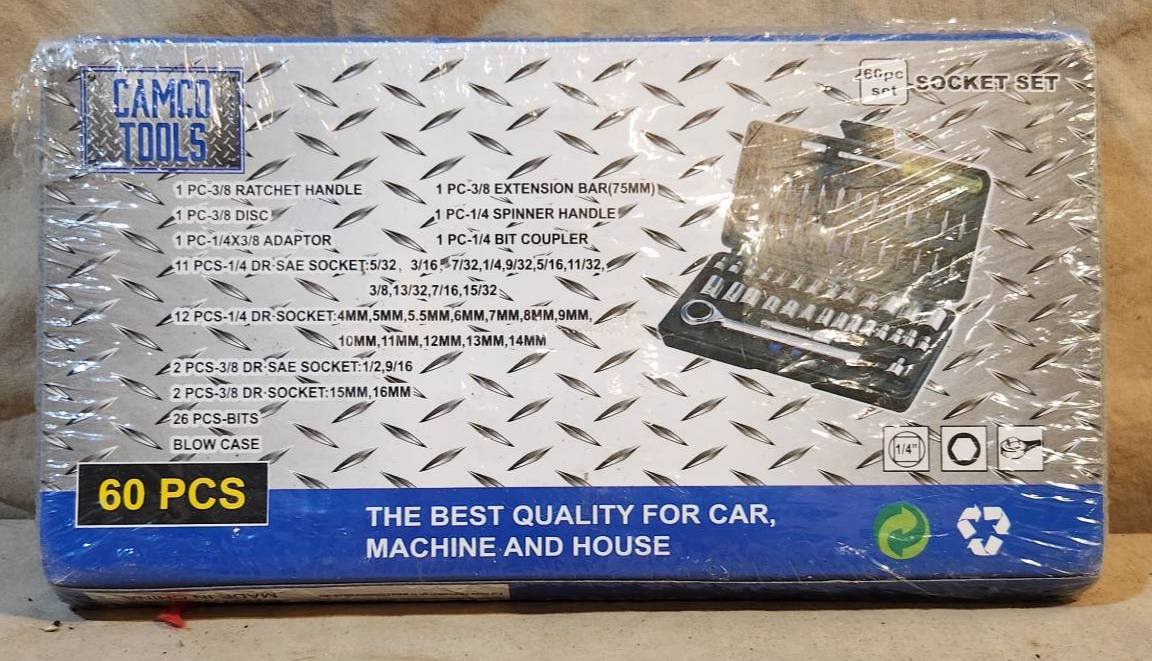 CAMCO
TOOLS
60pc
set
SOCKET SET
1 PC-3/8 RATCHET HANDLE
1 PC-3/8 EXTENSION BAR(75MM)
1 PC-3/8 DISC
1 PC-1/4 SPINNER HANDLE
1 PC-1/4X3/8 ADAPTOR
1 PC-1/4 BIT COUPLER
11 PCS-1/4 DR·SAE SOCKET:5/32, 3/16, 7/32,1/4,9/32,5/16,11/32,
3/8,13/32,7/16,15/32
12 PCS-1/4 DR·SOCKET:4MM,5MM,5.5MM,6MM,7MM,8MM,9MM,
10MM,11MM,12MM,13MM,14MM
2 PCS-3/8 DR·SAE SOCKET:1/2,9/16
2 PCS-3/8 DR·SOCKET:15MM,16MM
26 PCS-BITS
BLOW CASE
1/4"
60 PCS
THE BEST QUALITY FOR CAR,
MACHINE AND HOUSE
MADE IN CHINA